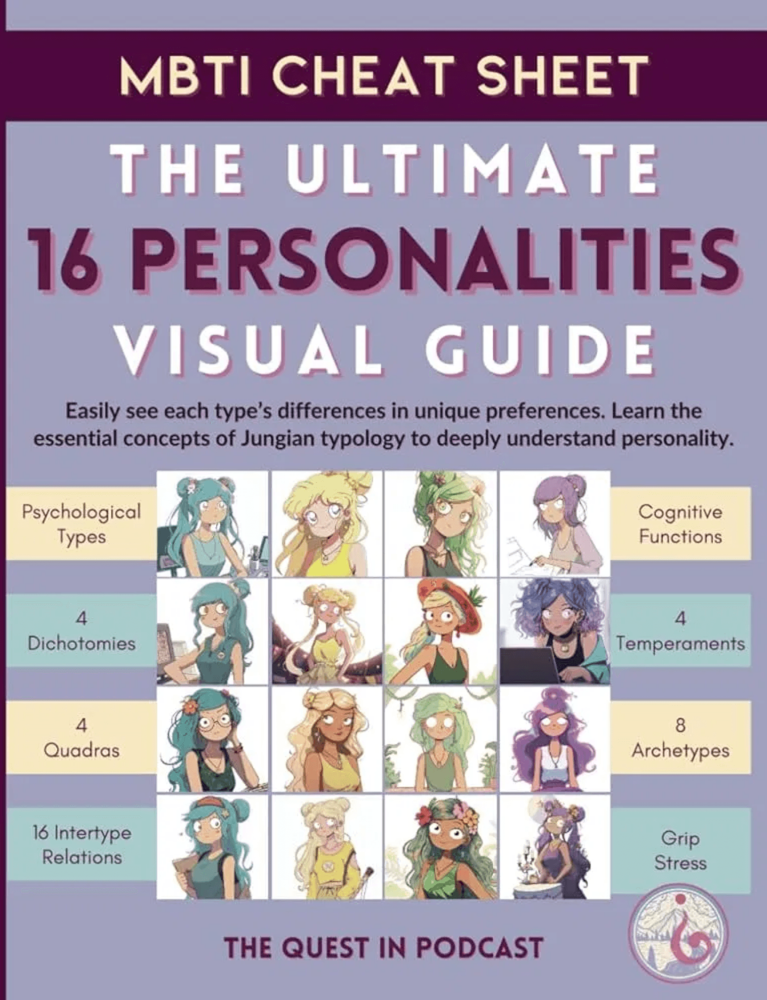 MBTI CHEAT SHEET
THE ULTIMATE
16 PERSONALITIES
VISUAL GUIDE
Easily see each type's differences in unique preferences. Learn the
essential concepts of Jungian typology to deeply understand personality.
Psychological
Types
Cognitive
Functions
4
Dichotomies
4
Temperaments
4
Quadras
8
Archetypes
16 Intertype
Relations
Grip
Stress
THE QUEST IN PODCAST